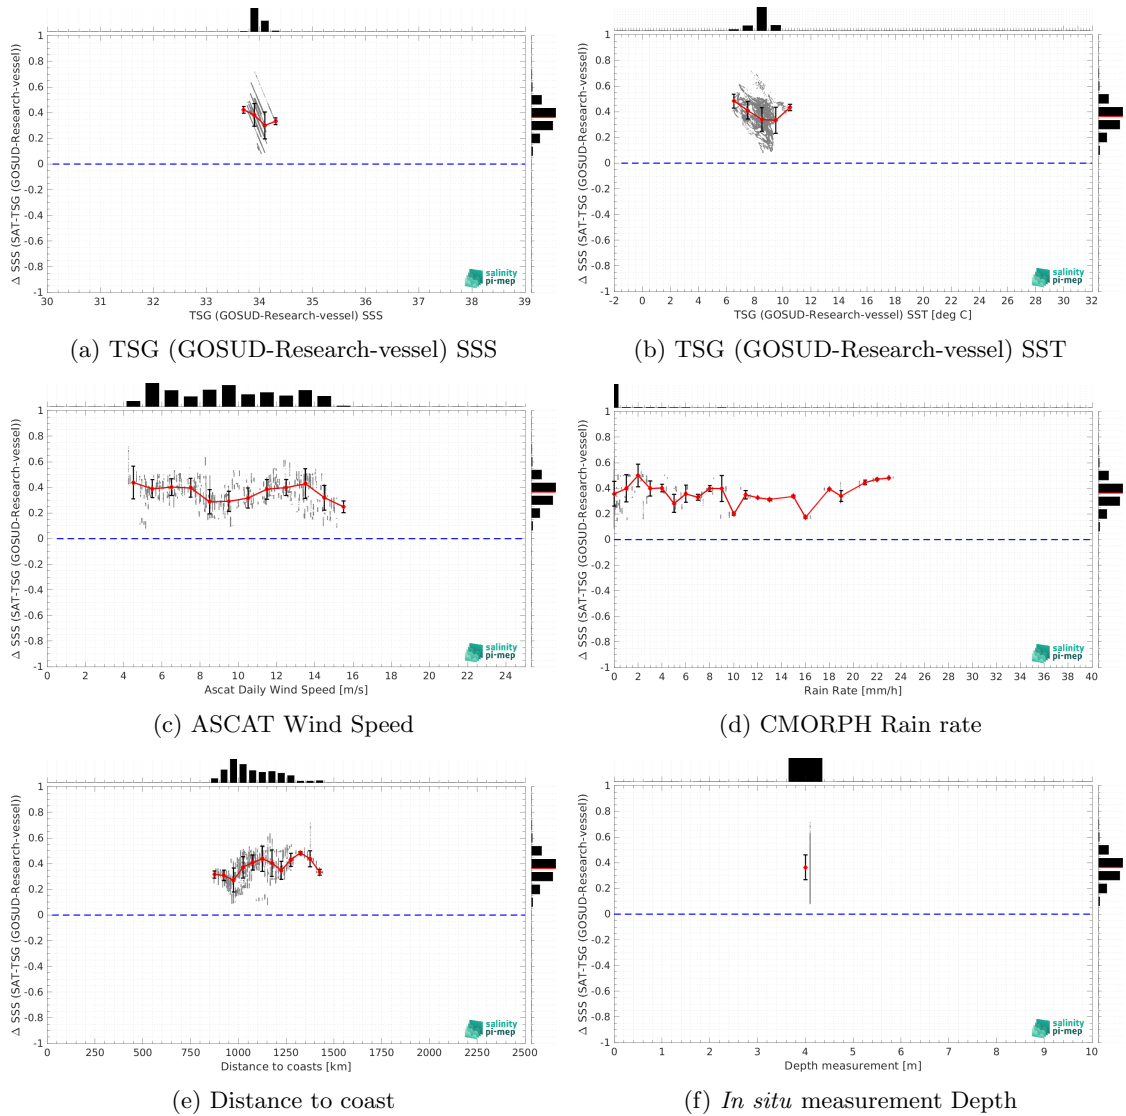 Δ SSS (SAT-TSG (GOSUD-Research-vessel))
1
0.8
0.6
0.4
0.2
0
-0.2
-0.4
-0.6
-0.8
-1
30 31 32 33 34 35 36 37 38 39
TSG (GOSUD-Research-vessel) SSS
salinity
pi-mep
(a) TSG (GOSUD-Research-vessel) SSS
Δ SSS (SAT-TSG (GOSUD-Research-vessel))
1
0.8
0.6
0.4
0.2
0
-0.2
-0.4
-0.6
-0.8
-1
-2 0 2 4 6 8 10 12 14 16 18 20 22 24 26 28 30 32
TSG (GOSUD-Research-vessel) SST [deg C]
salinity
pi-mep
(b) TSG (GOSUD-Research-vessel) SST
Δ SSS (SAT-TSG (GOSUD-Research-vessel))
1
0.8
0.6
0.4
0.2
0
-0.2
-0.4
-0.6
-0.8
-1
0 2 4 6 8 10 12 14 16 18 20 22 24
Ascat Daily Wind Speed [m/s]
salinity
pi-mep
(c) ASCAT Wind Speed
Δ SSS (SAT-TSG (GOSUD-Research-vessel))
1
0.8
0.6
0.4
0.2
0
-0.2
-0.4
-0.6
-0.8
-1
0 2 4 6 8 10 12 14 16 18 20 22 24 26 28 30 32 34 36 38 40
Rain Rate [mm/h]
salinity
pi-mep
(d) CMORPH Rain rate
Δ SSS (SAT-TSG (GOSUD-Research-vessel))
1
0.8
0.6
0.4
0.2
0
-0.2
-0.4
-0.6
-0.8
-1
0 250 500 750 1000 1250 1500 1750 2000 2250 2500
Distance to coasts [km]
salinity
pi-mep
(e) Distance to coast
Δ SSS (SAT-TSG (GOSUD-Research-vessel))
1
0.8
0.6
0.4
0.2
0
-0.2
-0.4
-0.6
-0.8
-1
0 1 2 3 4 5 6 7 8 9 10
Depth measurement [m]
salinity
pi-mep
(f) In situ measurement Depth